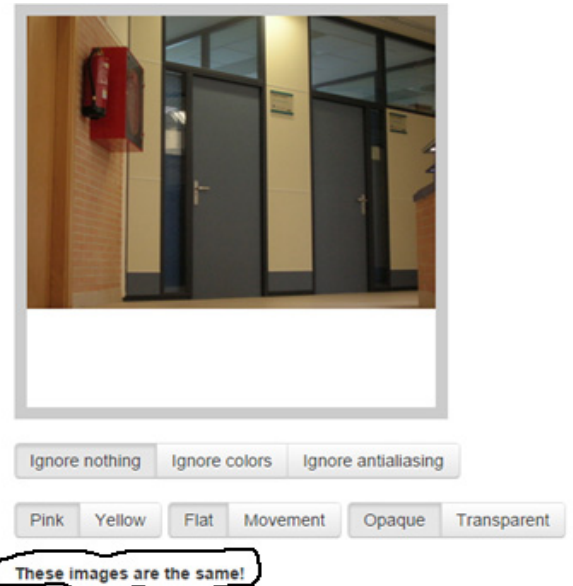 Ignore nothing Ignore colors Ignore antialiasing
Pink Yellow Flat Movement Opaque Transparent
These images are the same!